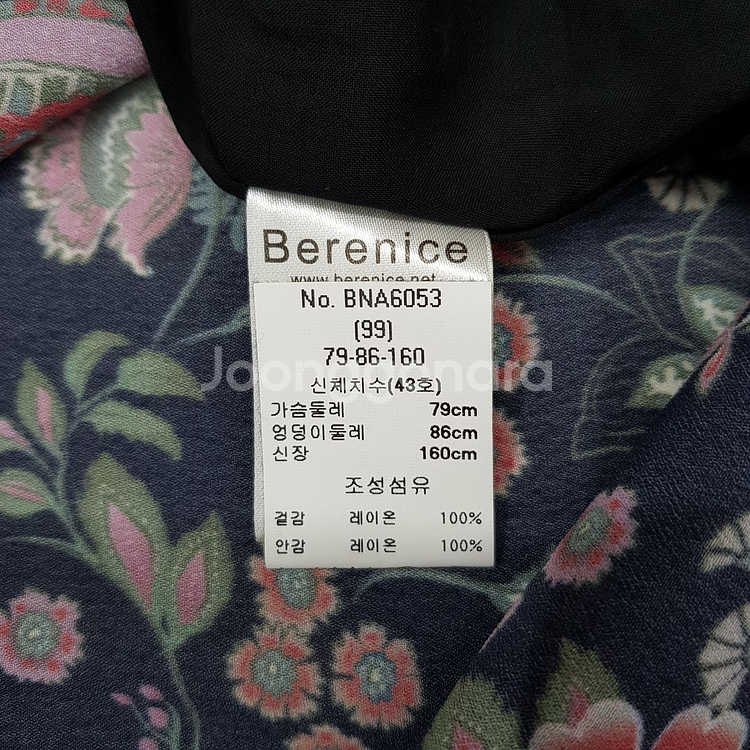 Berenice
www.berenice.net
No. BNA6053
(99)
79-86-160
Joonggonara
신체치수(43호)
가슴둘레 79cm
엉덩이둘레 86cm
신장 160cm
조성섬유
겉감 레이온 100%
안감 레이온 100%